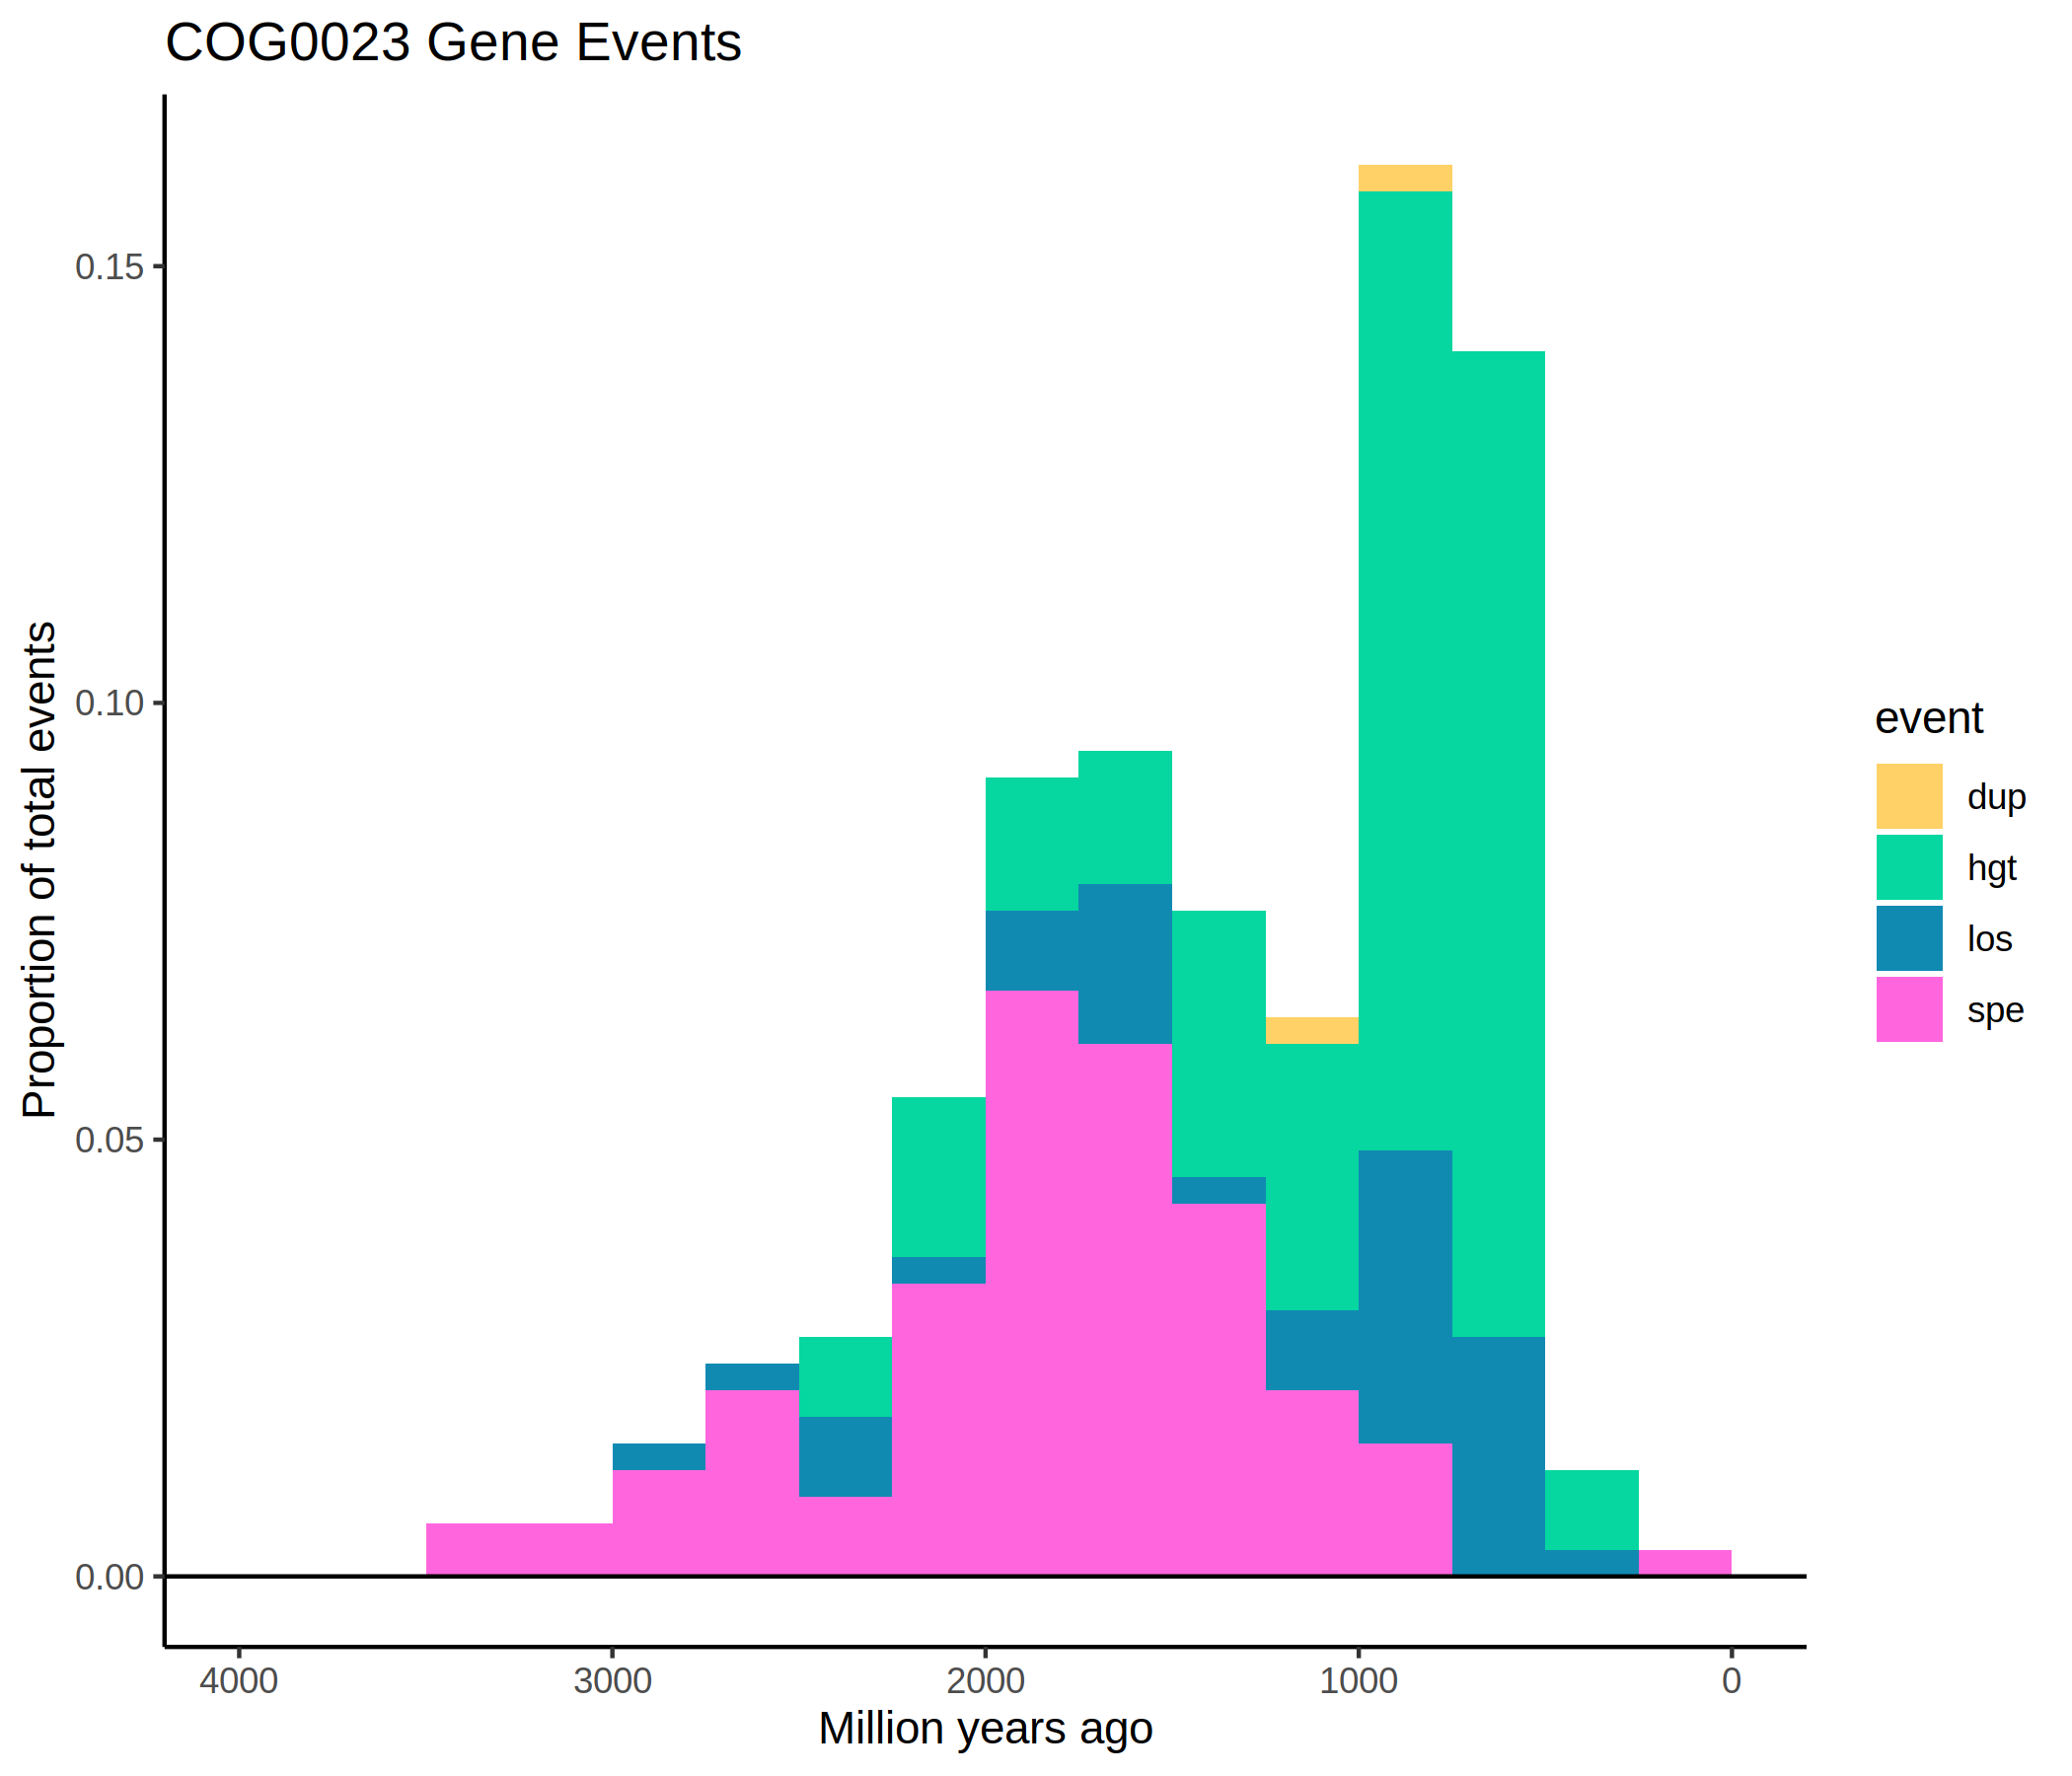 COG0023 Gene Events
Proportion of total events
0.15
0.10
0.05
0.00
4000 3000 2000 1000 0
Million years ago
event
dup
hgt
los
spe